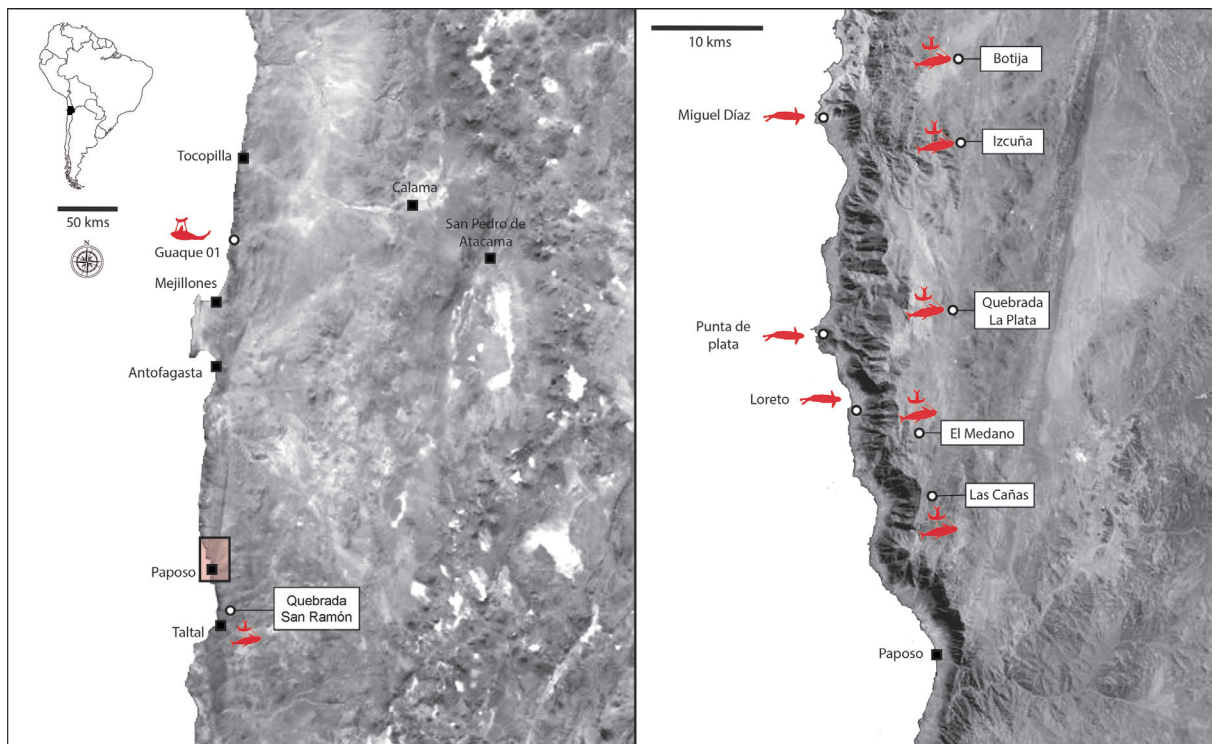 Tocopilla
Calama
50 kms
San Pedro de
Atacama
N
Guaque 01
Mejillones
Antofagasta
Paposo
Quebrada
San Ramón
Taltal
10 kms
Botija
Miguel Díaz
Izcuña
Quebrada
La Plata
Punta de
plata
Loreto
El Medano
Las Cañas
Paposo